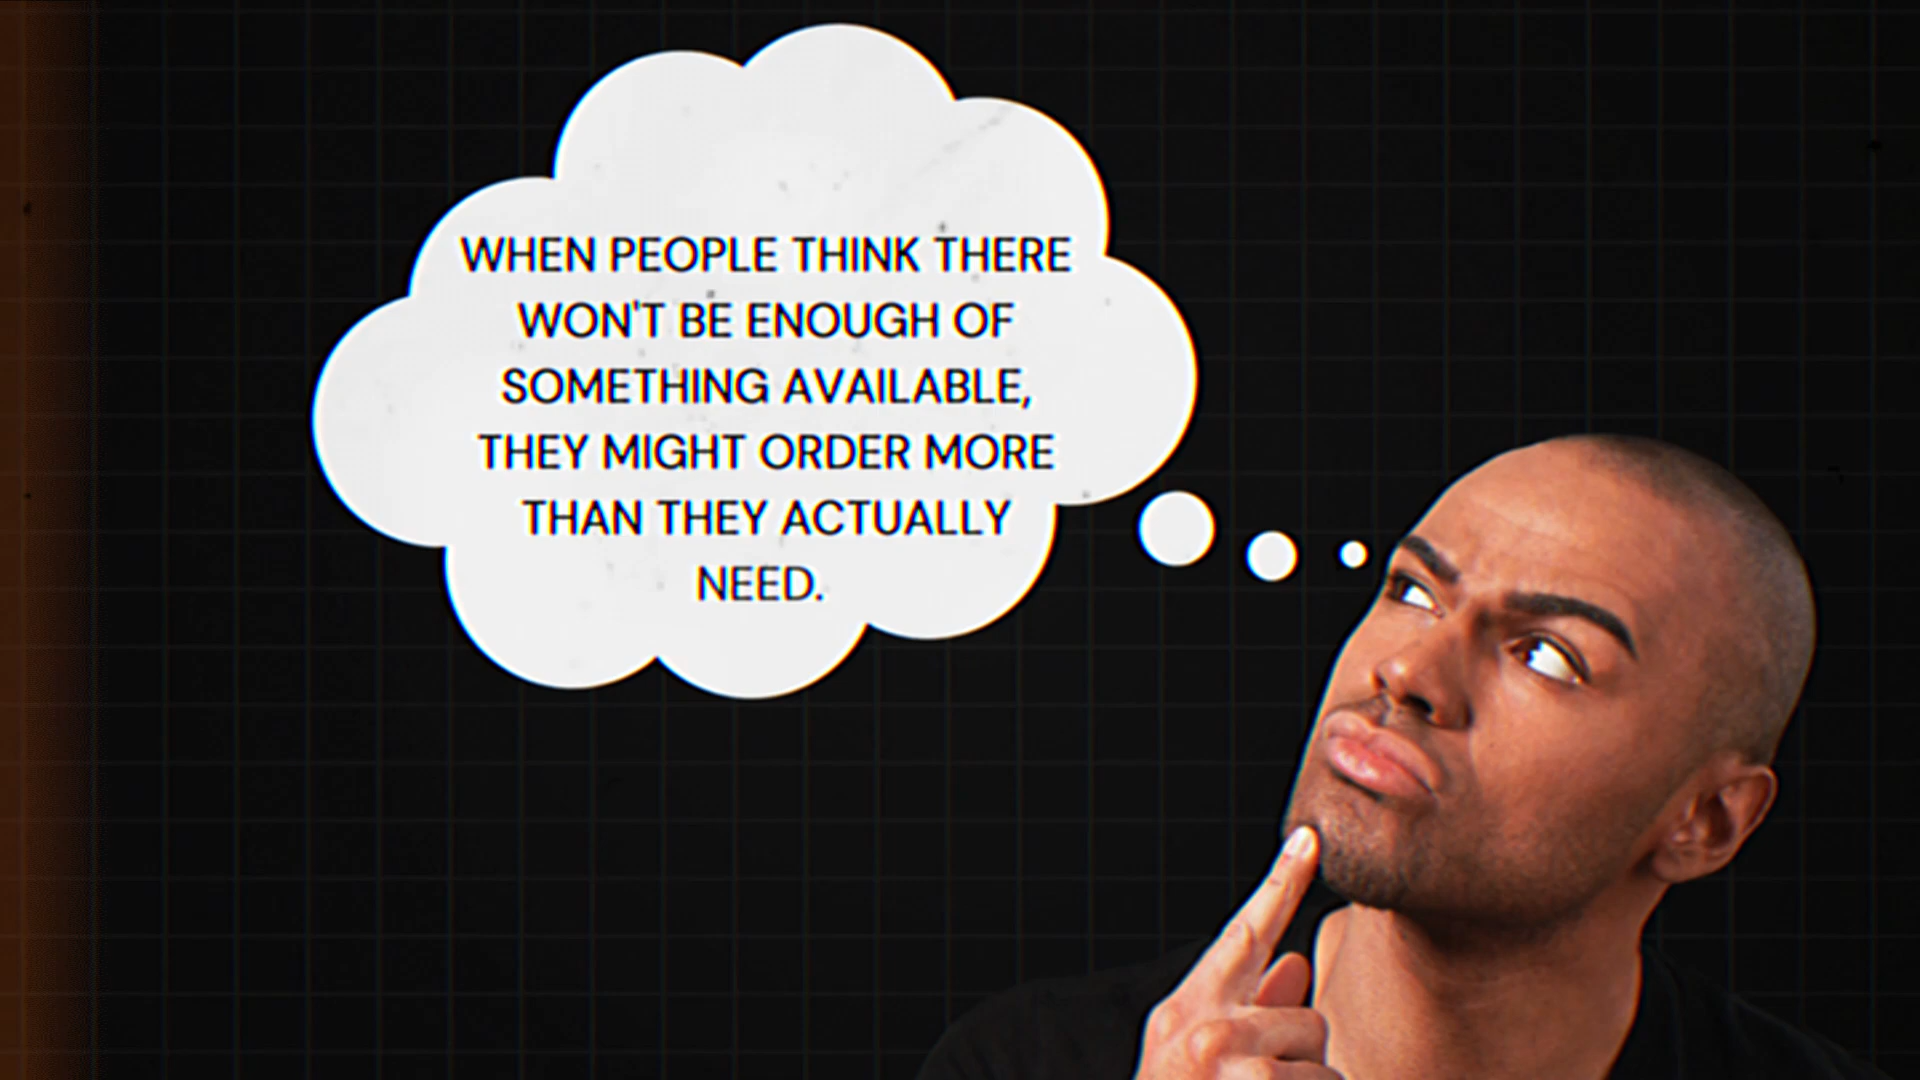 WHEN PEOPLE THINK THERE
WON'T BE ENOUGH OF
SOMETHING AVAILABLE,
THEY MIGHT ORDER MORE
THAN THEY ACTUALLY
NEED.